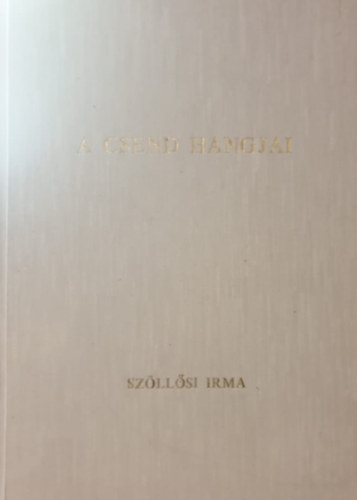 A CSEND HANGJAI
SZÖLLŐSI IRMA